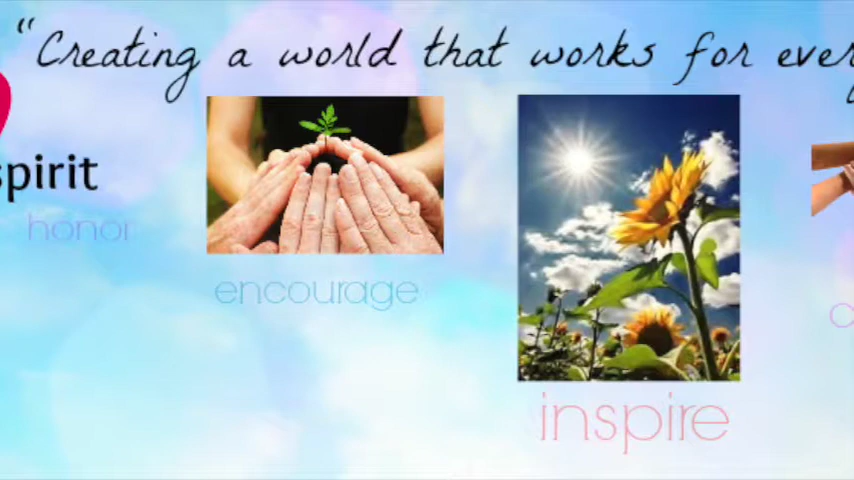 “Creating a world that works for ever
spirit
honor
encourage
inspire